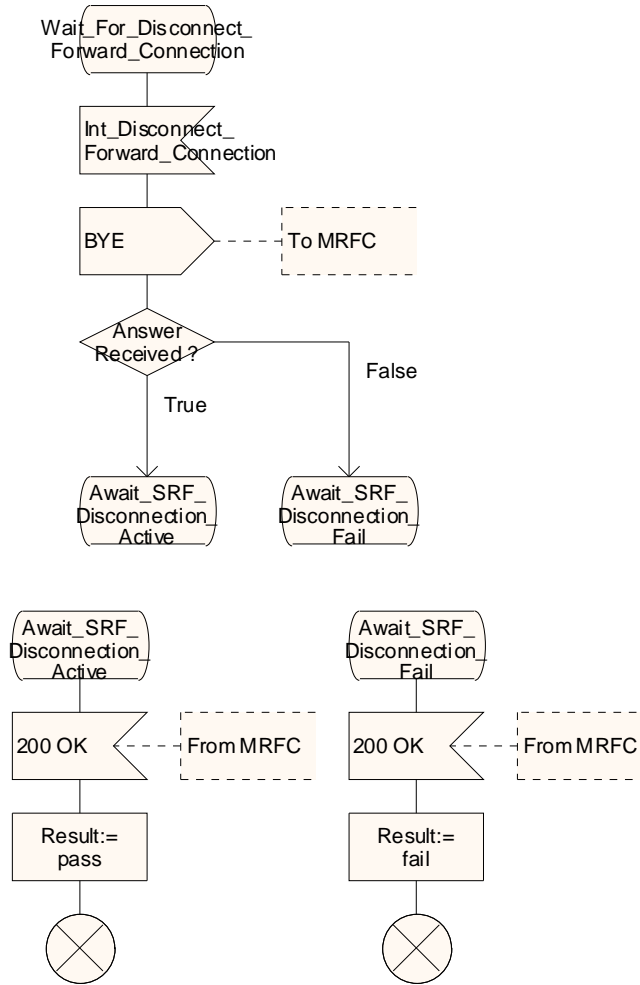 Wait_For_Disconnect_
Forward_Connection
Int_Disconnect_
Forward_Connection
BYE
To MRFC
Answer
Received ?
False
True
Await_SRF_
Disconnection_
Active
Await_SRF_
Disconnection_
Fail
Await_SRF_
Disconnection_
Active
Await_SRF_
Disconnection_
Fail
200 OK
From MRFC
200 OK
From MRFC
Result:=
pass
Result:=
fail